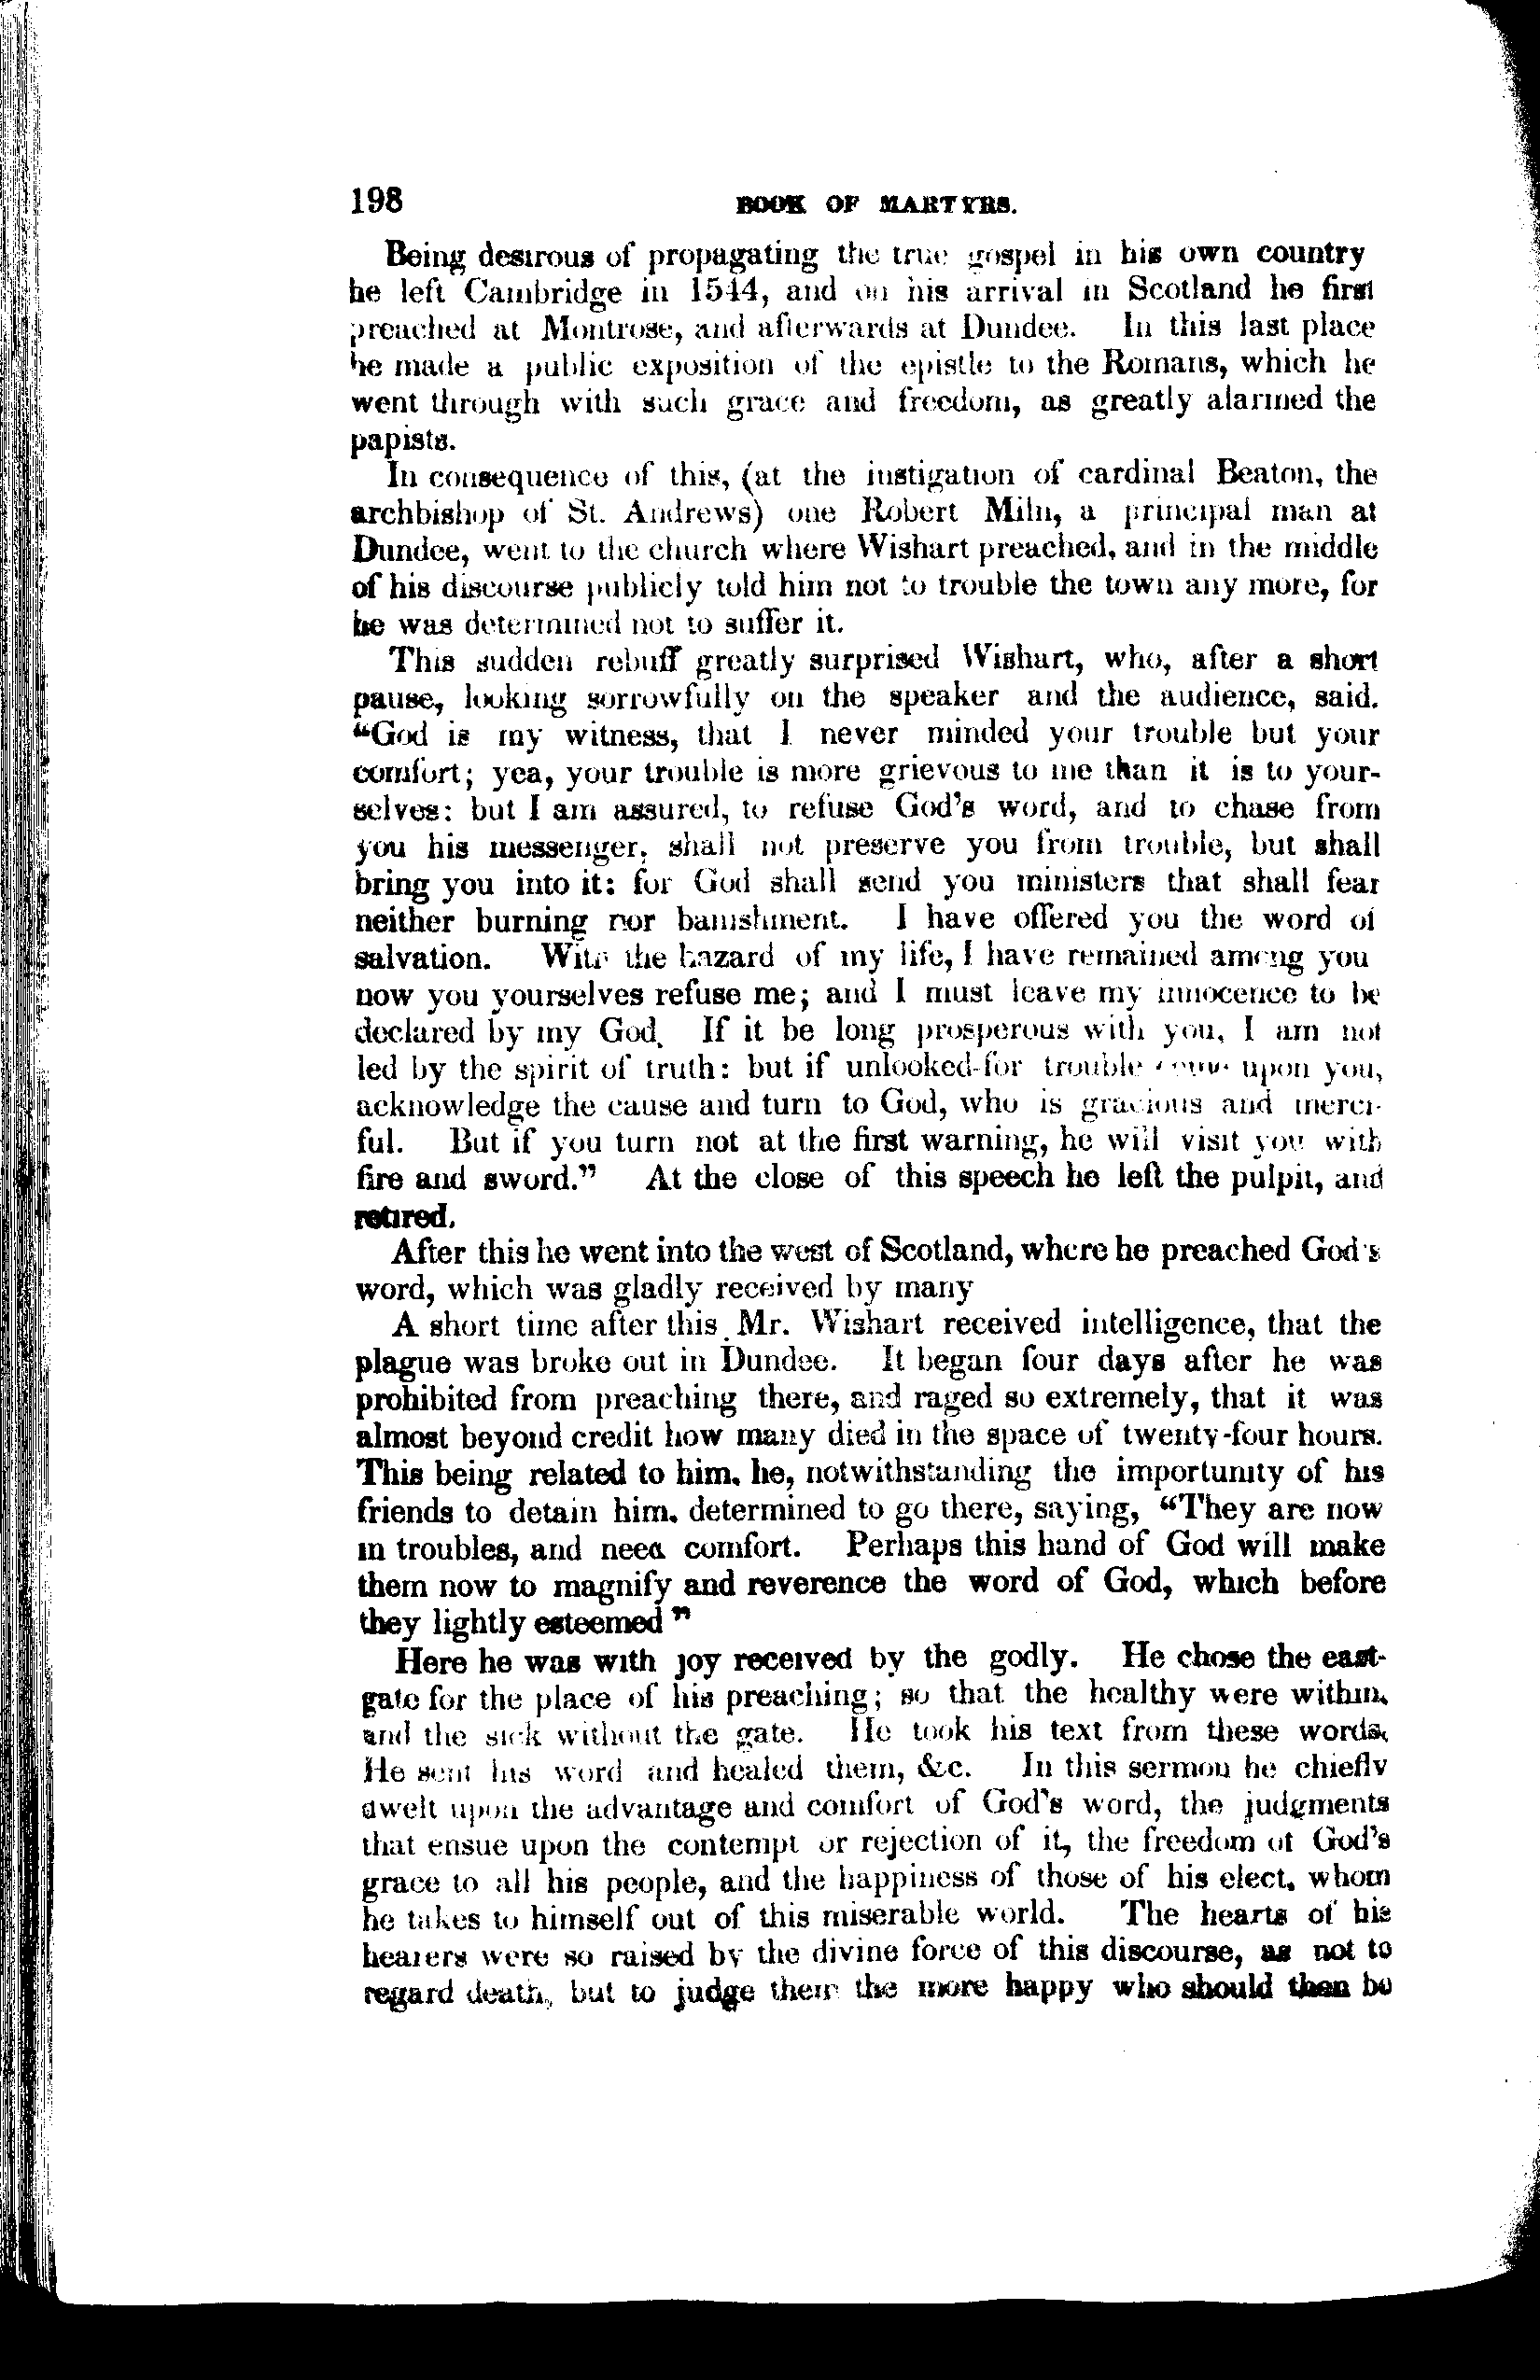 198 BOOK OF MARTYRS.
Being desirous of propagating the true gospel in his own country
he left Cambridge in 1544, and on his arrival in Scotland he first
preached at Montrose, and afterwards at Dundee. In this last place
he made a public exposition of the epistle to the Romans, which he
went through with such grace and freedom, as greatly alarmed the
papists.
In consequence of this, (at the instigation of cardinal Beaton, the
archbishop of St. Andrews) one Robert Miln, a principal man at
Dundee, went to the church where Wishart preached, and in the middle
of his discourse publicly told him not to trouble the town any more, for
he was determined not to suffer it.
This sudden rebuff greatly surprised Wishart, who, after a short
pause, looking sorrowfully on the speaker and the audience, said.
“God is my witness, that I never minded your trouble but your
comfort; yea, your trouble is more grievous to me than it is to your-
selves: but I am assured, to refuse God's word, and to chase from
you his messenger, shall not preserve you from trouble, but shall
bring you into it: for God shall send you ministers that shall fear
neither burning nor banishment. I have offered you the word of
salvation. With the hazard of my life, I have remained among you
now you yourselves refuse me; and I must leave my innocence to be
declared by my God. If it be long prosperous with you, I am not
led by the spirit of truth: but if unlooked-for trouble come upon you,
acknowledge the cause and turn to God, who is gracious and merci-
ful. But if you turn not at the first warning, he will visit you with
fire and sword.” At the close of this speech he left the pulpit, and
retired.
After this he went into the west of Scotland, where he preached God's
word, which was gladly received by many
A short time after this Mr. Wishart received intelligence, that the
plague was broke out in Dundee. It began four days after he was
prohibited from preaching there, and raged so extremely, that it was
almost beyond credit how many died in the space of twenty-four hours.
This being related to him, he, notwithstanding the importunity of his
friends to detain him, determined to go there, saying, “They are now
in troubles, and need comfort. Perhaps this hand of God will make
them now to magnify and reverence the word of God, which before
they lightly esteemed ”
Here he was with joy received by the godly. He chose the east-
gate for the place of his preaching; so that the healthy were within,
and the sick without the gate. He took his text from these words,
He sent his word and healed them, &c. In this sermon he chiefly
dwelt upon the advantage and comfort of God's word, the judgments
that ensue upon the contempt or rejection of it, the freedom of God's
grace to all his people, and the happiness of those of his elect, whom
he takes to himself out of this miserable world. The hearts of his
hearers were so raised by the divine force of this discourse, as not to
regard death, but to judge them the more happy who should then be